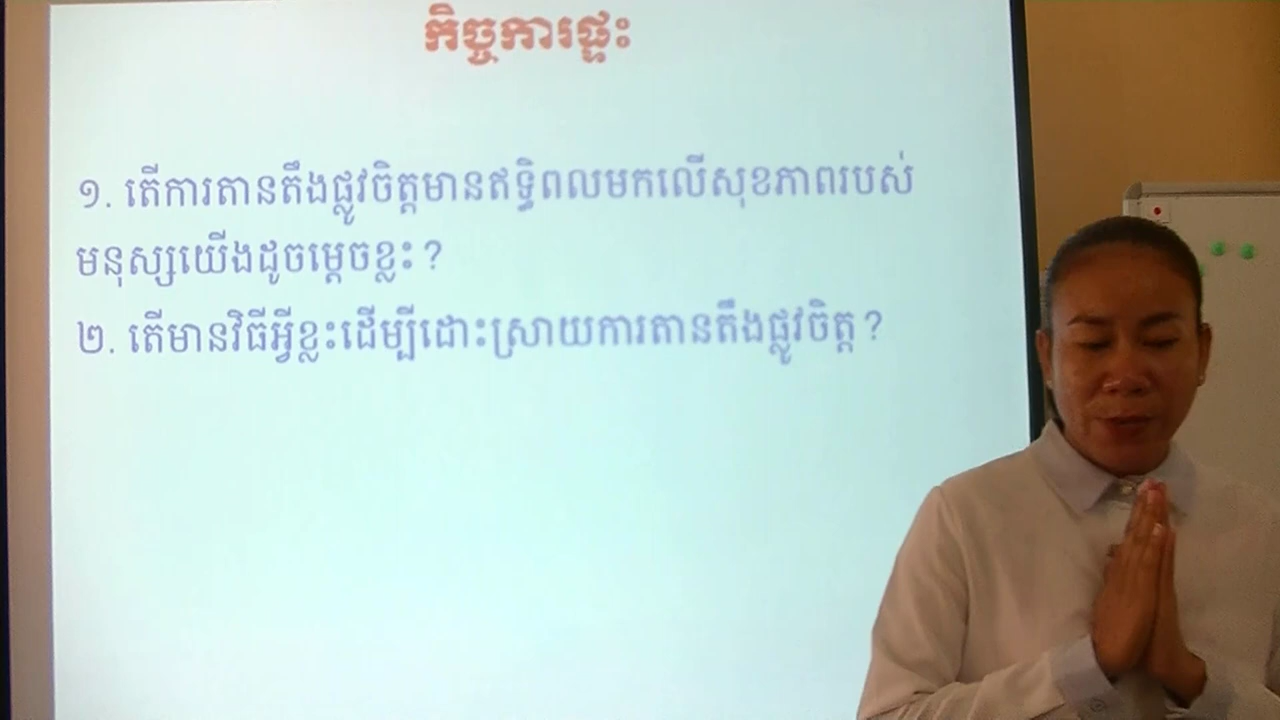 កិច្ចការផ្ទះ
១. តើការតានតឹងផ្លូវចិត្តមានឥទ្ធិពលមកលើសុខភាពរបស់
មនុស្សយើងដូចម្តេចខ្លះ ?
២. តើមានវិធីអ្វីខ្លះដើម្បីដោះស្រាយការតានតឹងផ្លូវចិត្ត ?